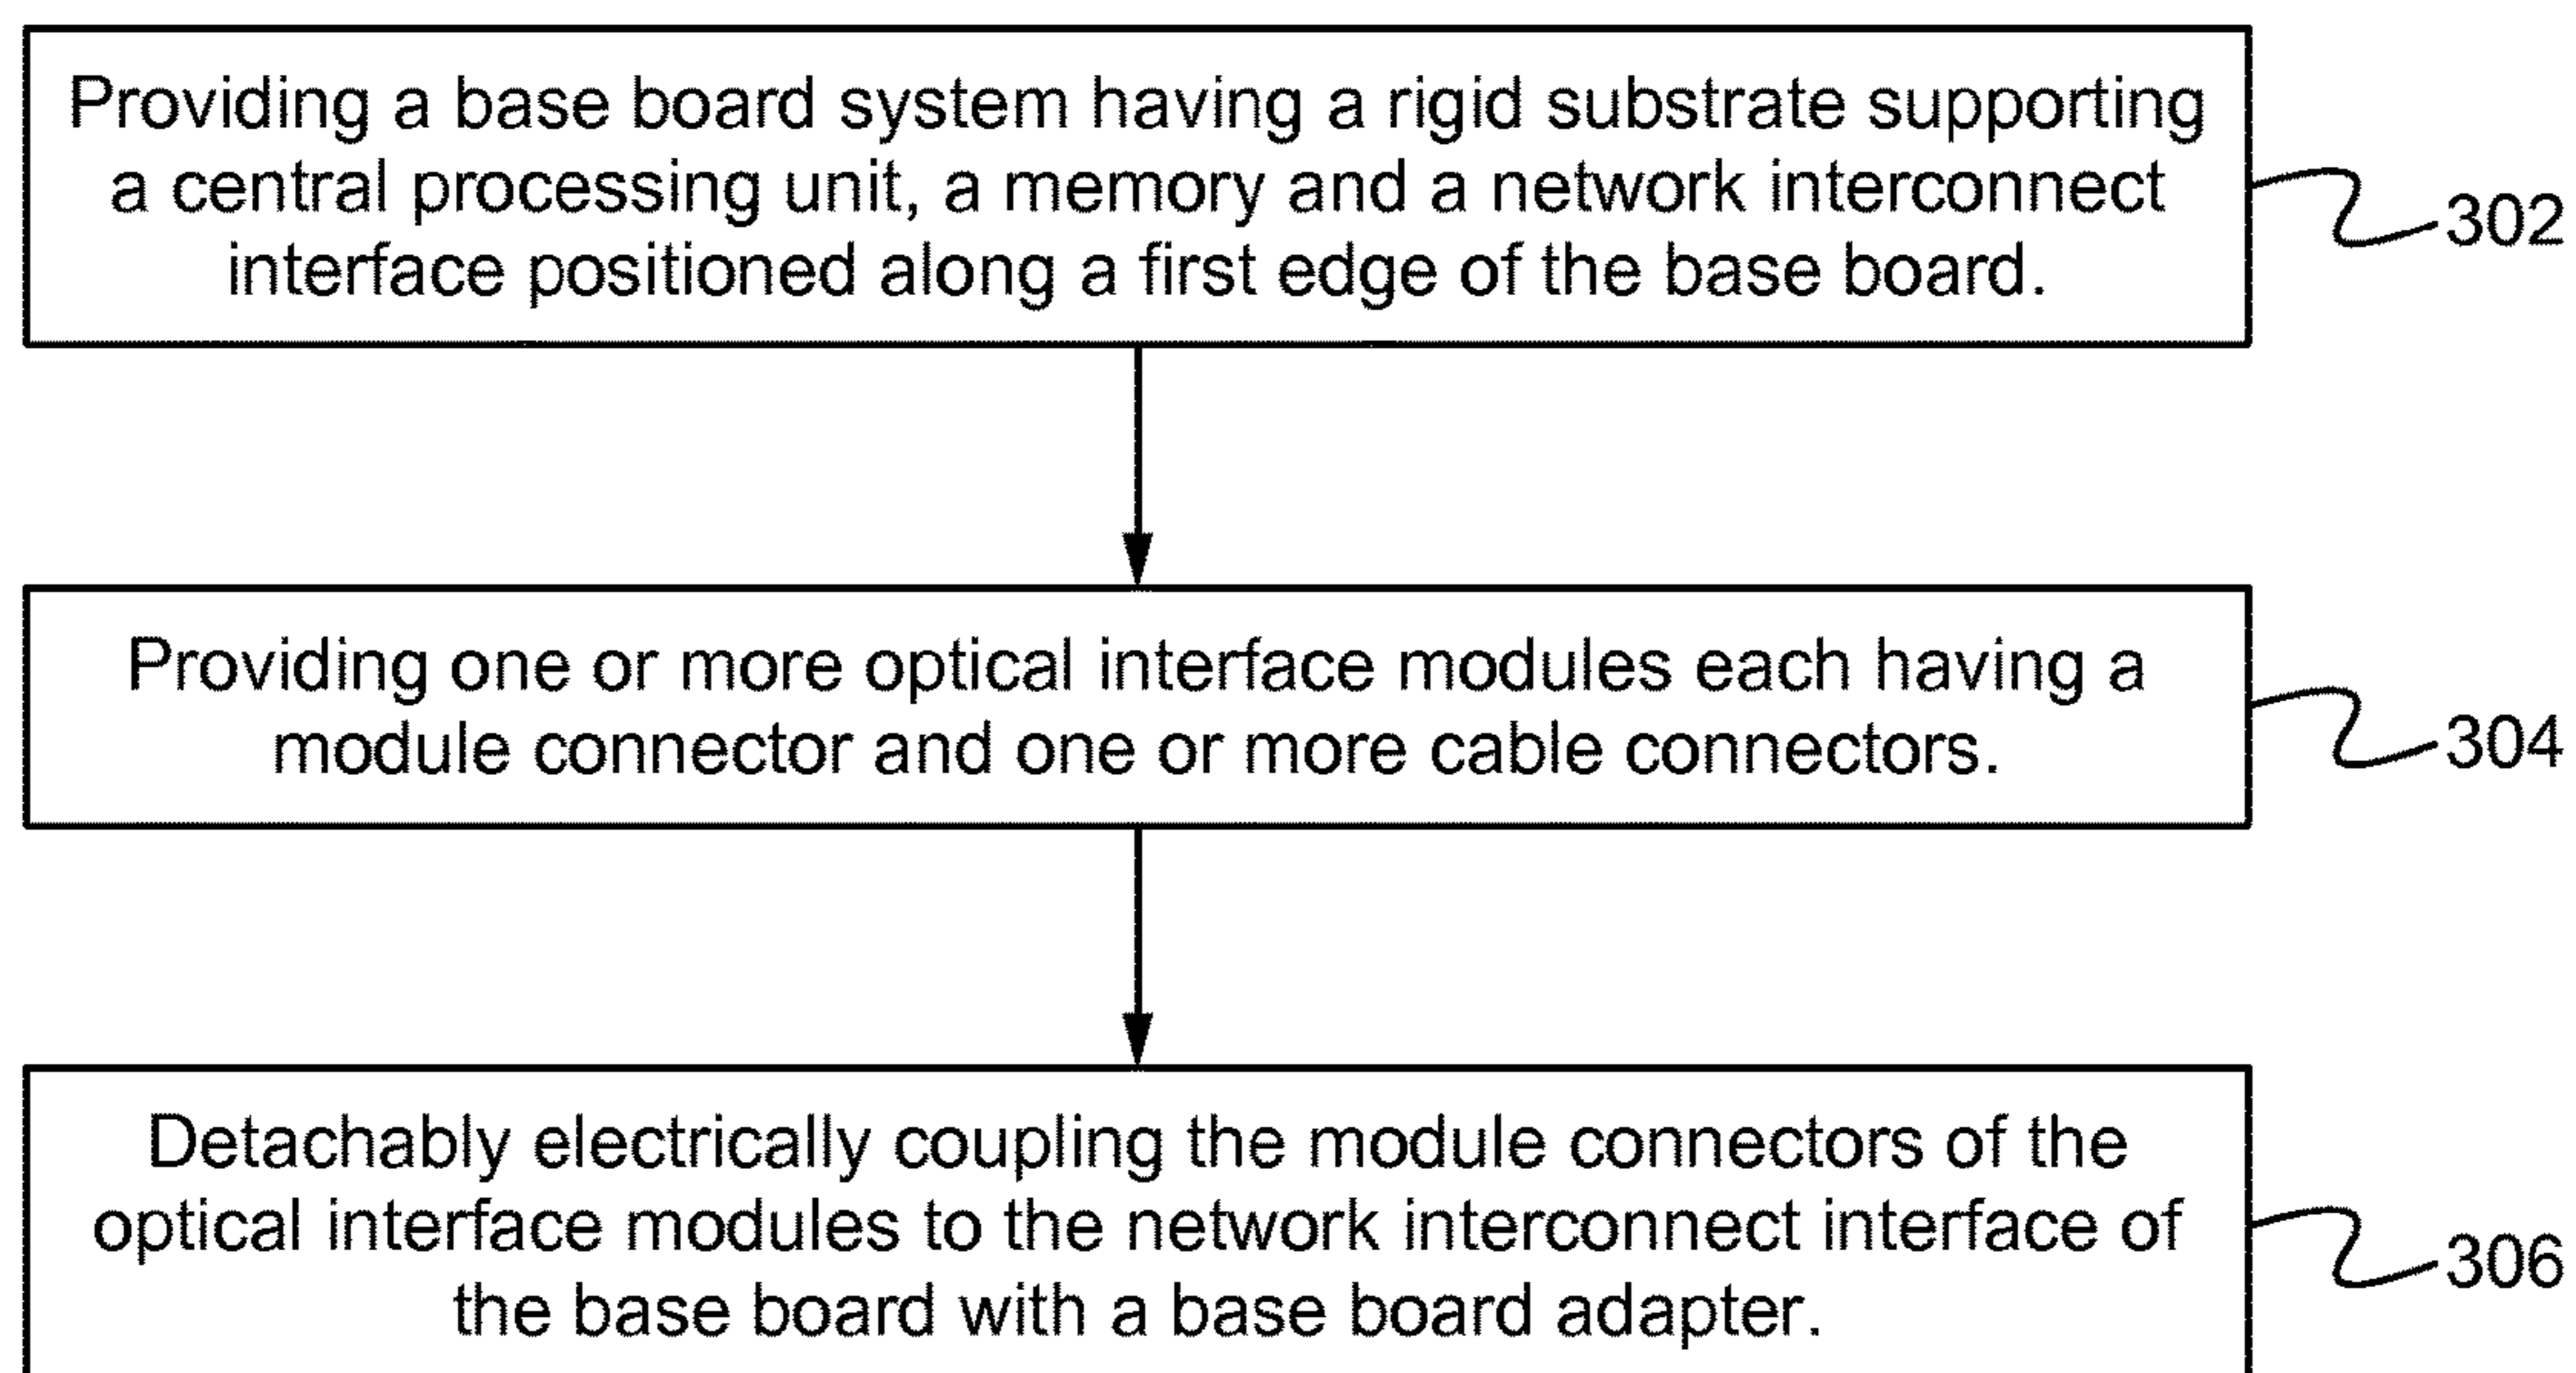 Providing a base board system having a rigid substrate supporting
a central processing unit, a memory and a network interconnect
interface positioned along a first edge of the base board.
302
Providing one or more optical interface modules each having a
module connector and one or more cable connectors.
304
Detachably electrically coupling the module connectors of the
optical interface modules to the network interconnect interface of
the base board with a base board adapter.
306